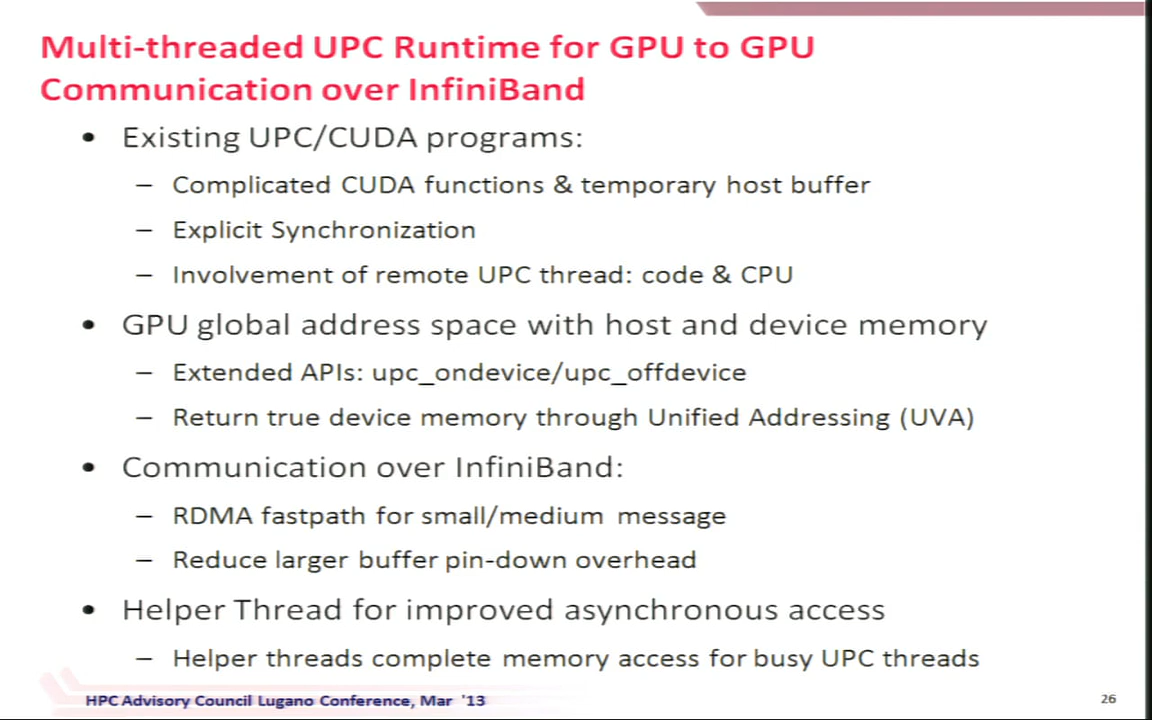 Multi-threaded UPC Runtime for GPU to GPU
Communication over InfiniBand
• Existing UPC/CUDA programs:
– Complicated CUDA functions & temporary host buffer
– Explicit Synchronization
– Involvement of remote UPC thread: code & CPU
• GPU global address space with host and device memory
– Extended APIs: upc_ondevice/upc_offdevice
– Return true device memory through Unified Addressing (UVA)
• Communication over InfiniBand:
– RDMA fastpath for small/medium message
– Reduce larger buffer pin-down overhead
• Helper Thread for improved asynchronous access
– Helper threads complete memory access for busy UPC threads
HPC Advisory Council Lugano Conference, Mar '13
26